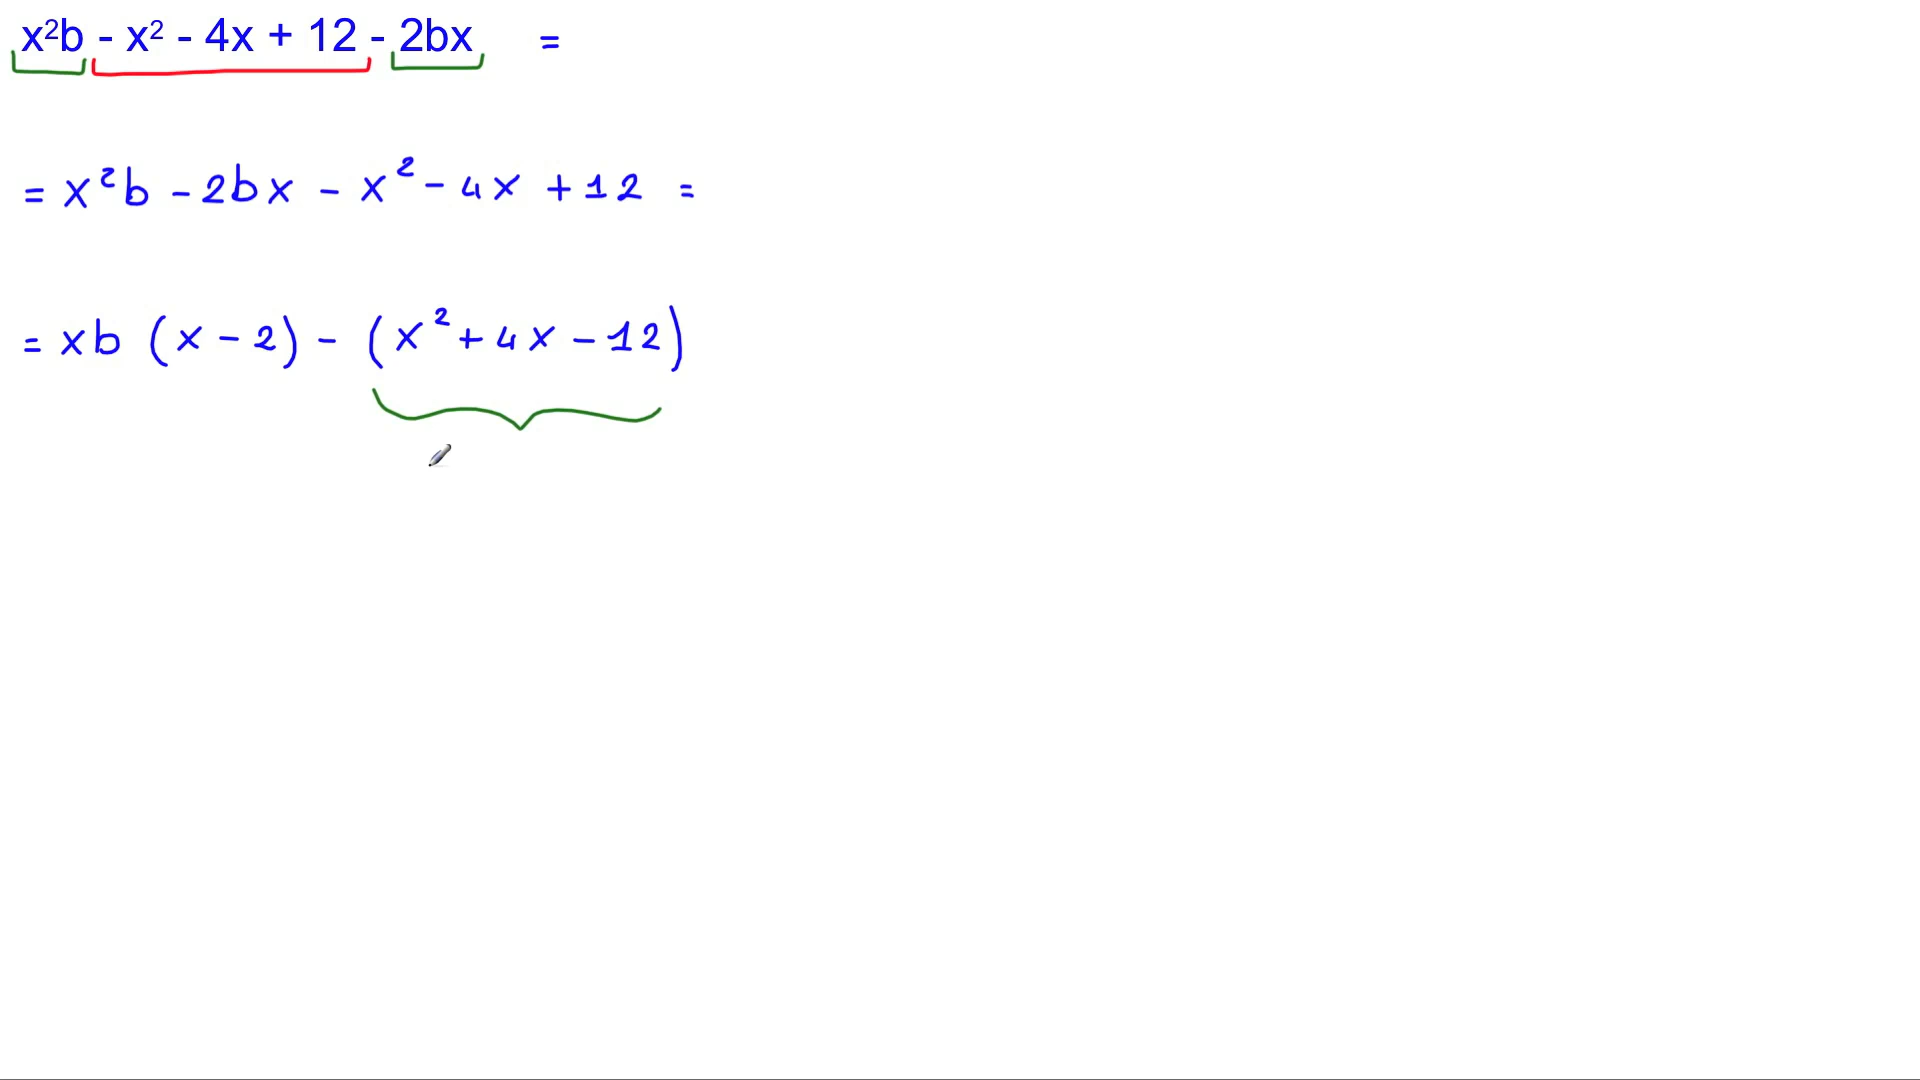 x²b - x² - 4x + 12 - 2bx =
= x²b - 2bx - x² - 4x + 12 =
= xb (x - 2) - (x² + 4x - 12)